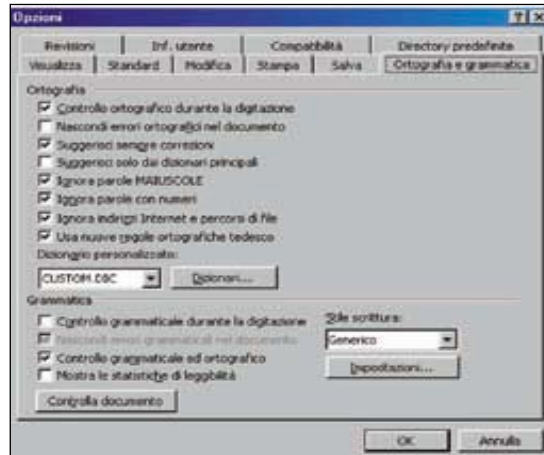 Opzioni
Revisioni Inf. utente Compatibilità Directory predefinite
Visualizza Standard Modifica Stampa Salva Ortografia e grammatica
Ortografia
Controllo ortografico durante la digitazione
Nascondi errori ortografici nel documento
Suggerisci sempre correzioni
Suggerisci solo dai dizionari principali
Ignora parole MAIUSCOLE
Ignora parole con numeri
Ignora indirizzi Internet e percorsi di file
Usa nuove regole ortografiche tedesco
Dizionario personalizzato:
CUSTOM.DIC Dizionari...
Grammatica
Controllo grammaticale durante la digitazione Stile scrittura:
Nascondi errori grammaticali nel documento Generico
Controllo grammaticale ed ortografico
Impostazioni...
Mostra le statistiche di leggibilità
Controlla documento
OK Annulla